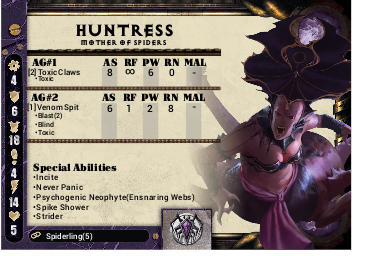 HUNTRESS
MOTHER OF SPIDERS
AG#1 AS RF PW RN MAL
[2] Toxic Claws 8 ∞ 6 0 -
•Toxic
AG#2 AS RF PW RN MAL
[1] Venom Spit 6 1 2 8 -
•Blast(2)
•Blind
•Toxic
4
6
18
4
14
5
Special Abilities
•Incite
•Never Panic
•Psychogenic Neophyte(Ensnaring Webs)
•Spike Shower
•Strider
Spiderling(5)